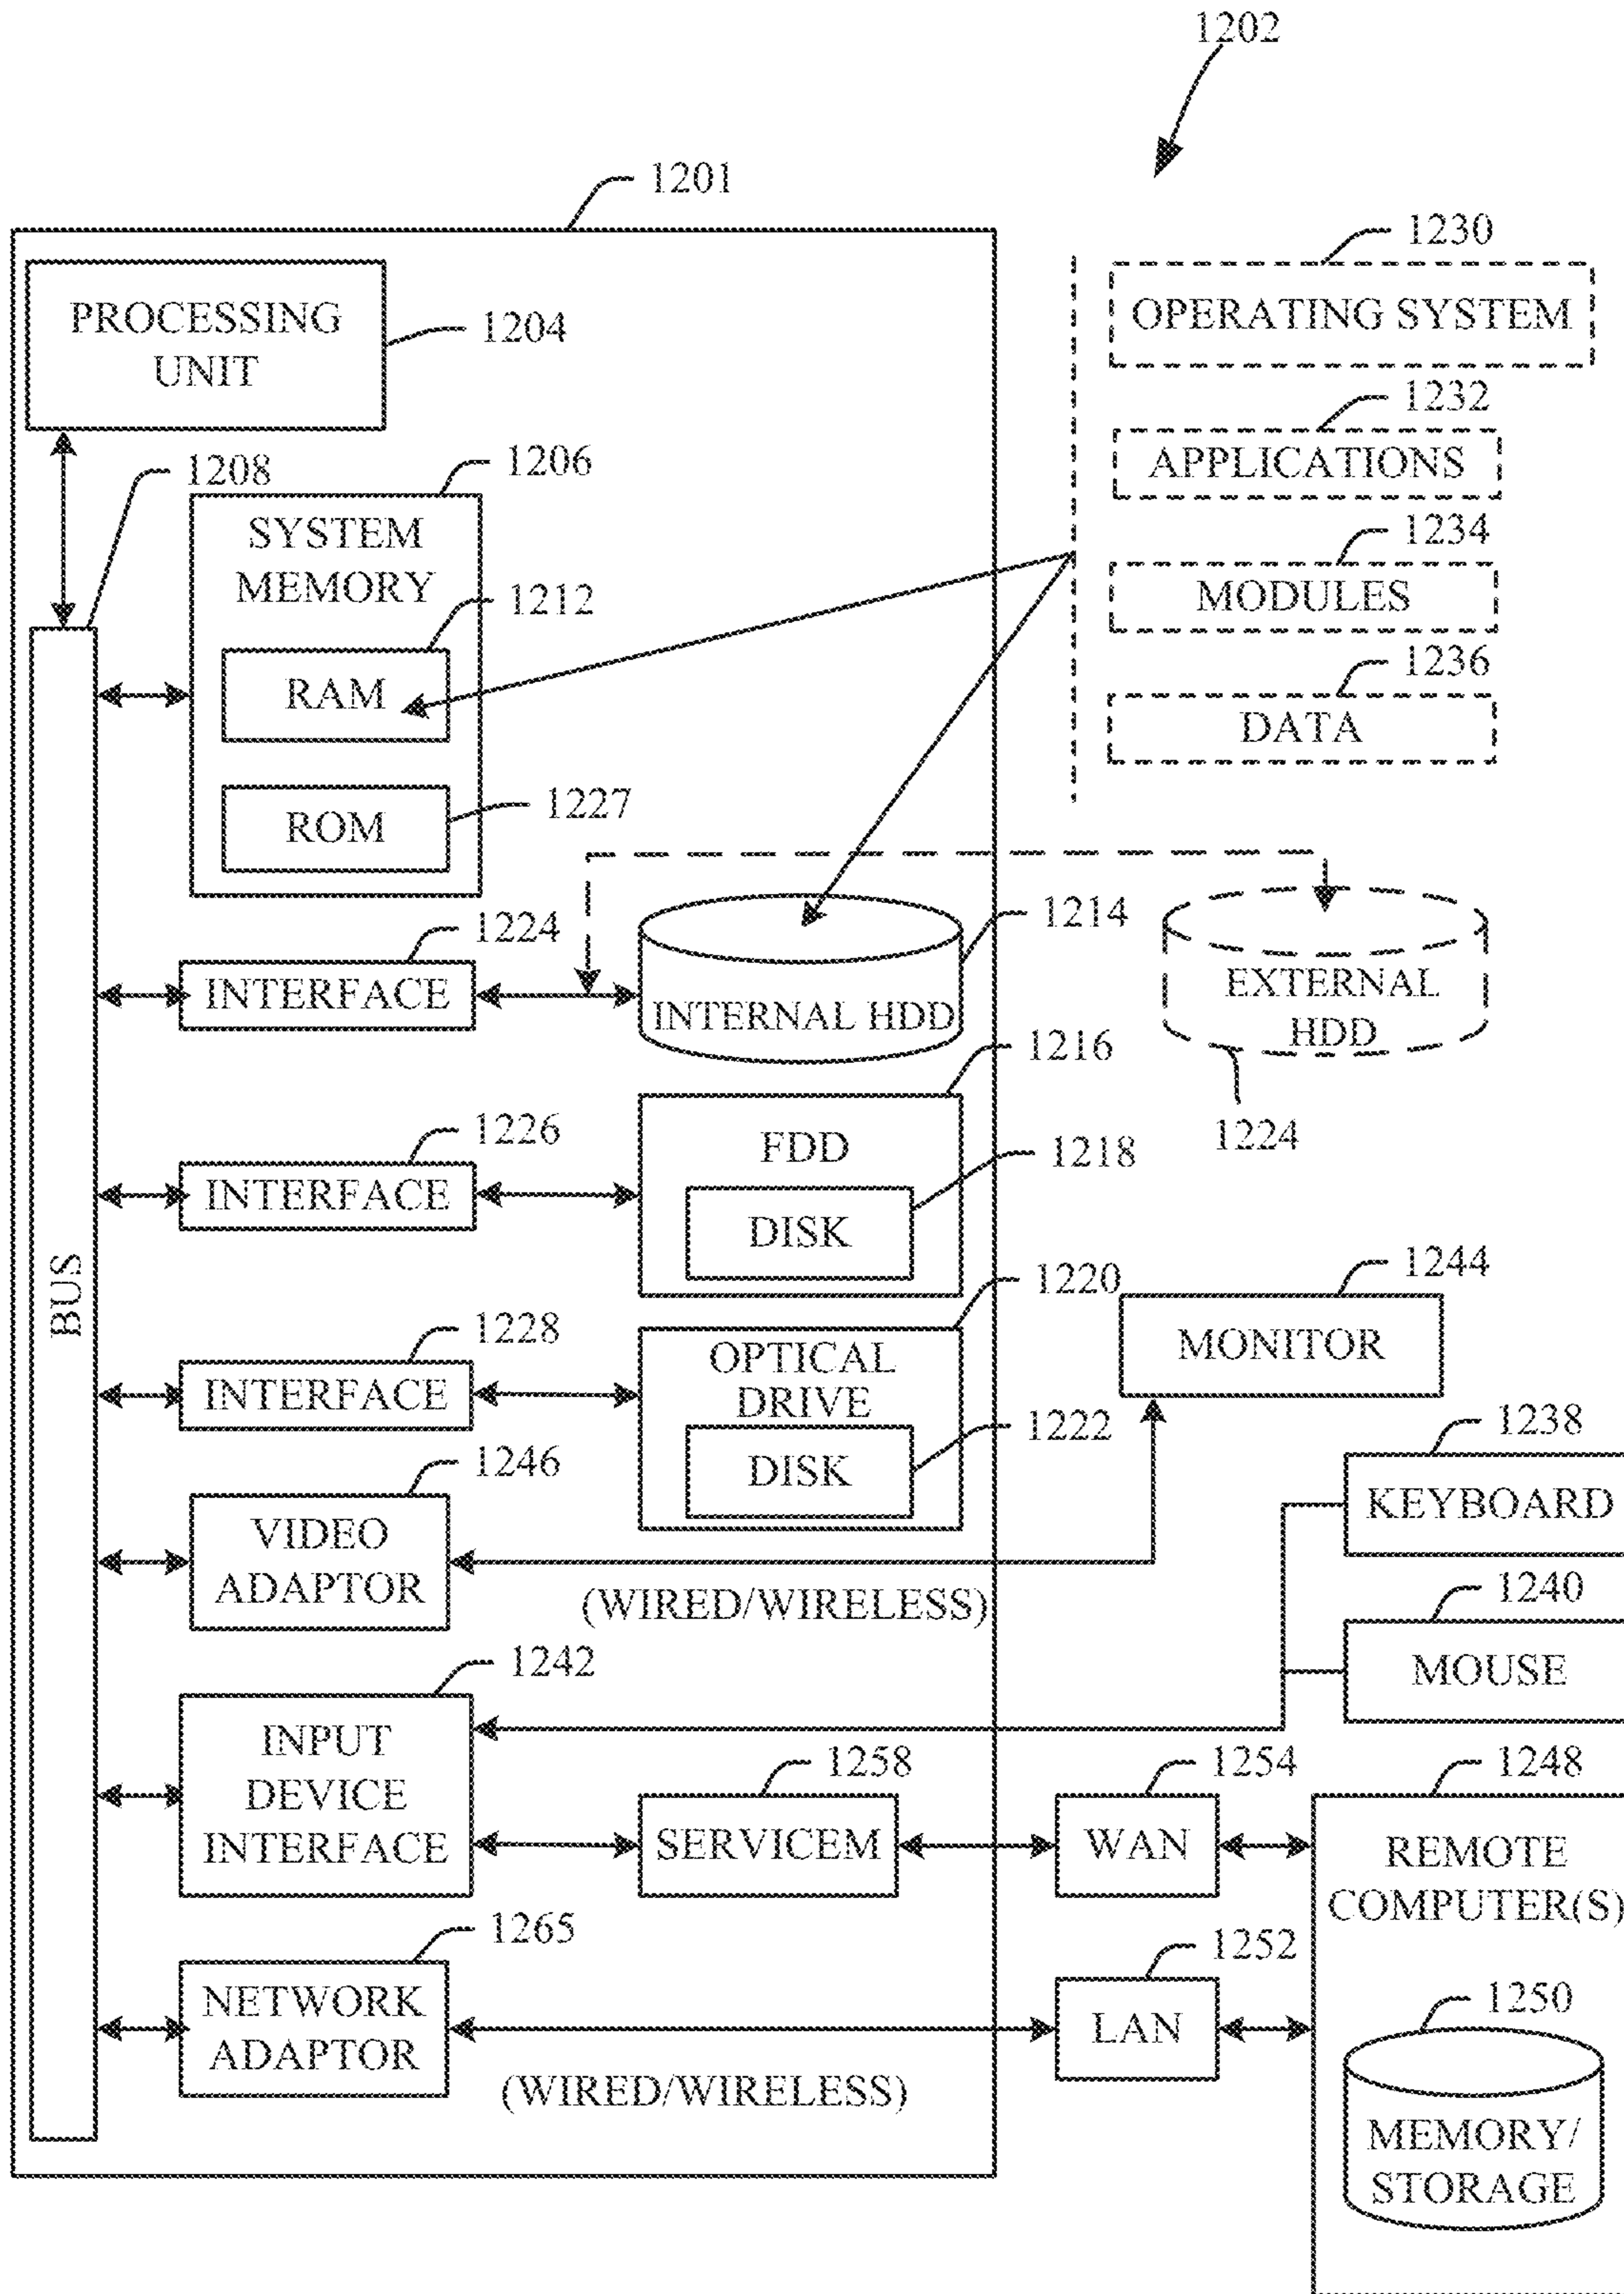 1202
1201
PROCESSING
UNIT
1204
1230
OPERATING SYSTEM
1232
APPLICATIONS
1234
MODULES
1236
DATA
1208
1206
SYSTEM
MEMORY
1212
RAM
ROM
1227
BUS
1224
INTERFACE
1214
INTERNAL HDD
EXTERNAL
HDD
1224
1216
FDD
1226
INTERFACE
1218
DISK
1220
OPTICAL
DRIVE
1228
INTERFACE
1222
DISK
1244
MONITOR
1246
VIDEO
ADAPTOR
(WIRED/WIRELESS)
1238
KEYBOARD
1240
MOUSE
1242
INPUT
DEVICE
INTERFACE
1258
SERVICEM
1254
WAN
1248
REMOTE
COMPUTER(S)
1265
NETWORK
ADAPTOR
(WIRED/WIRELESS)
1252
LAN
1250
MEMORY/
STORAGE